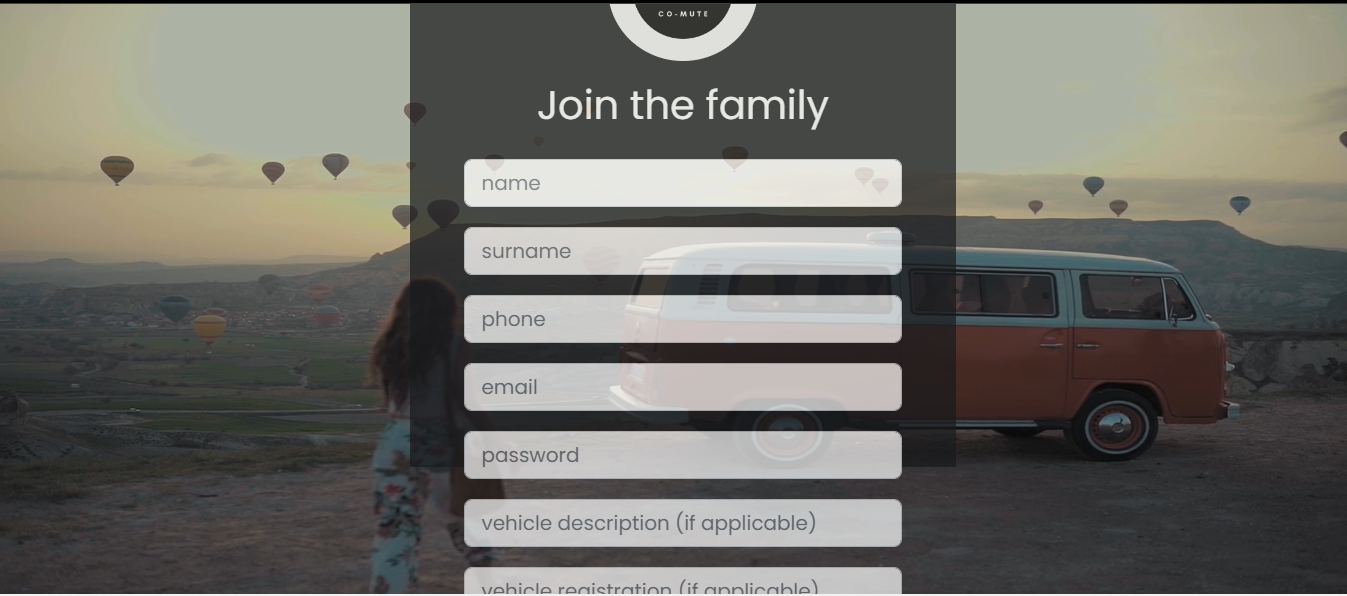 CO-MUTE
Join the family
name
surname
phone
email
password
vehicle description (if applicable)
vehicle registration (if applicable)